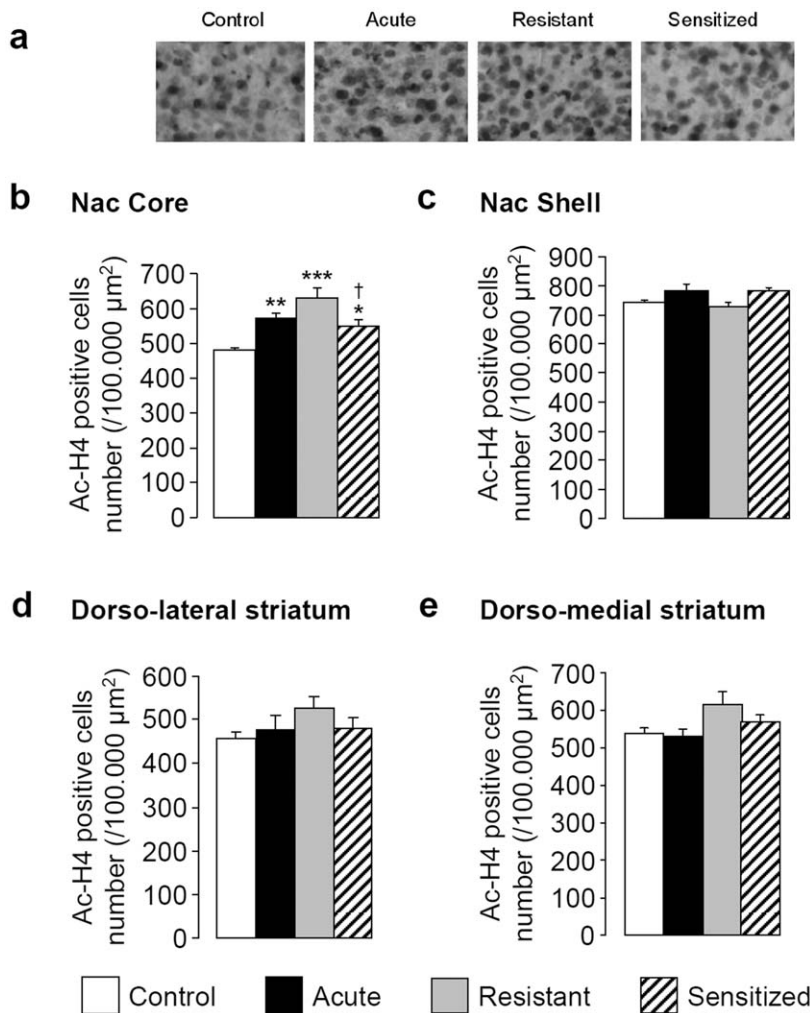 Control Acute Resistant Sensitized
a
b Nac Core
Ac-H4 positive cells
number (/100.000 µm²)
700
600
500
400
300
200
100
0
**
***
†
*
c Nac Shell
Ac-H4 positive cells
number (/100.000 µm²)
900
800
700
600
500
400
300
200
100
0
d Dorso-lateral striatum
Ac-H4 positive cells
number (/100.000 µm²)
600
500
400
300
200
100
0
e Dorso-medial striatum
Ac-H4 positive cells
number (/100.000 µm²)
700
600
500
400
300
200
100
0
Control Acute Resistant Sensitized